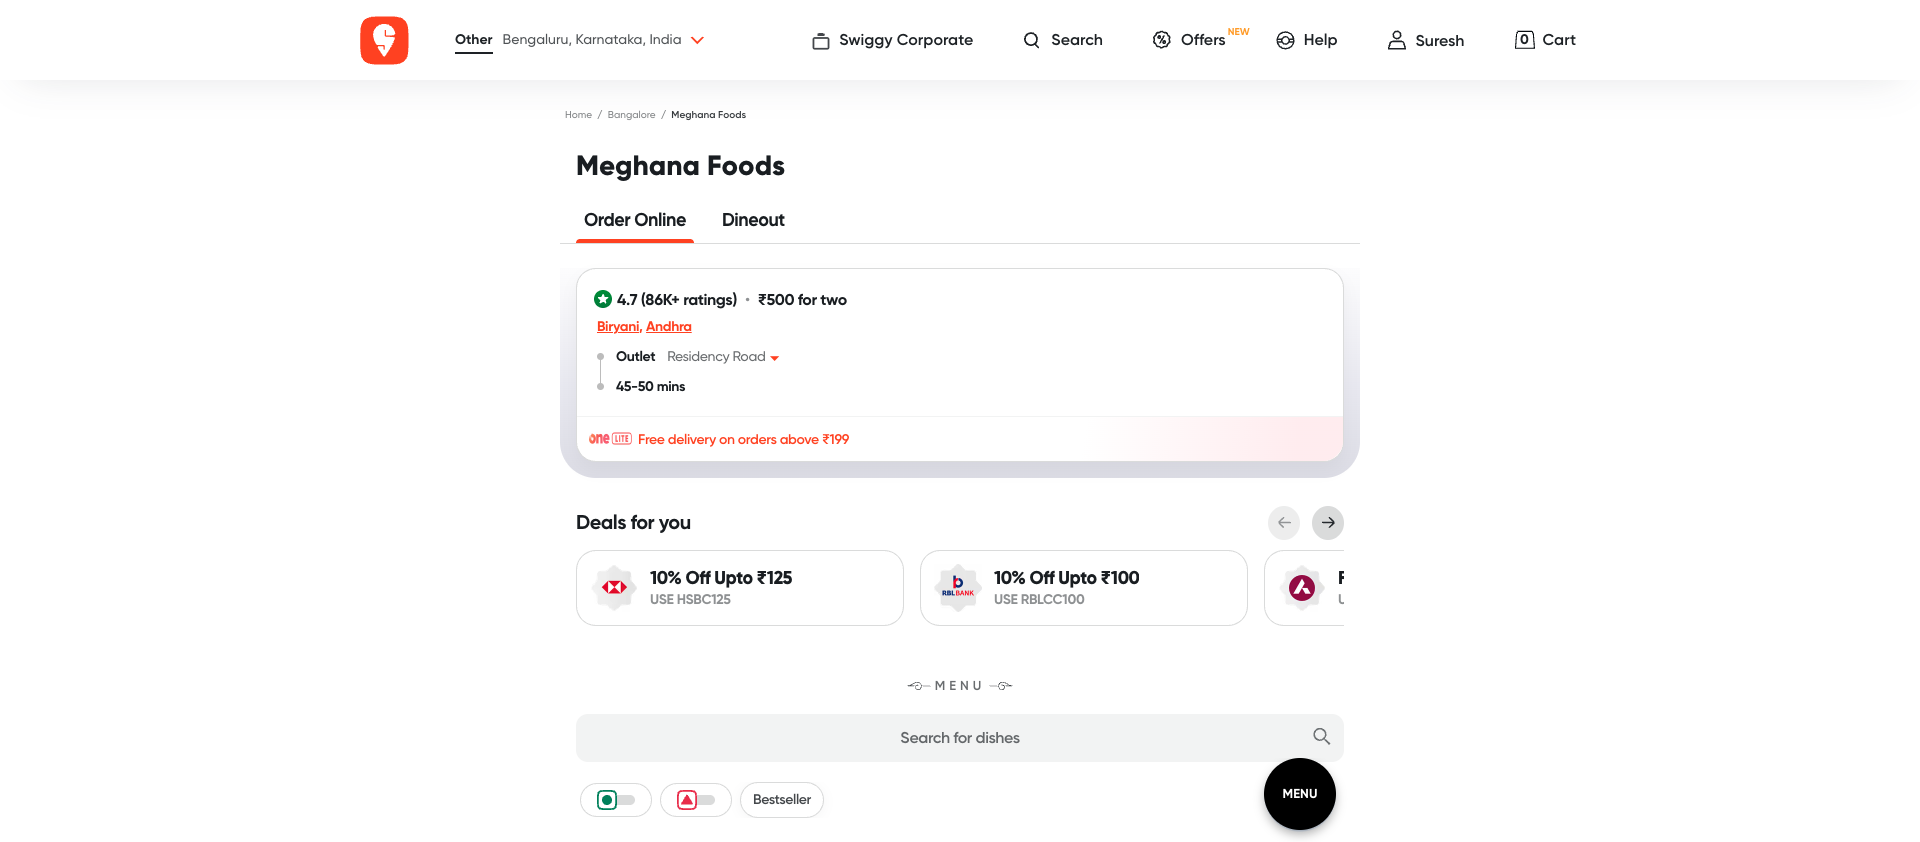 Other Bengaluru, Karnataka, India Swiggy Corporate Search Offers NEW Help Suresh 0 Cart
Home / Bangalore / Meghana Foods
Meghana Foods
Order Online Dineout
4.7 (86K+ ratings) • ₹500 for two
Biryani, Andhra
Outlet Residency Road
45-50 mins
one LITE Free delivery on orders above ₹199
Deals for you
10% Off Upto ₹125
USE HSBC125
RBL BANK
10% Off Upto ₹100
USE RBLCC100
MENU
Search for dishes
Bestseller
MENU